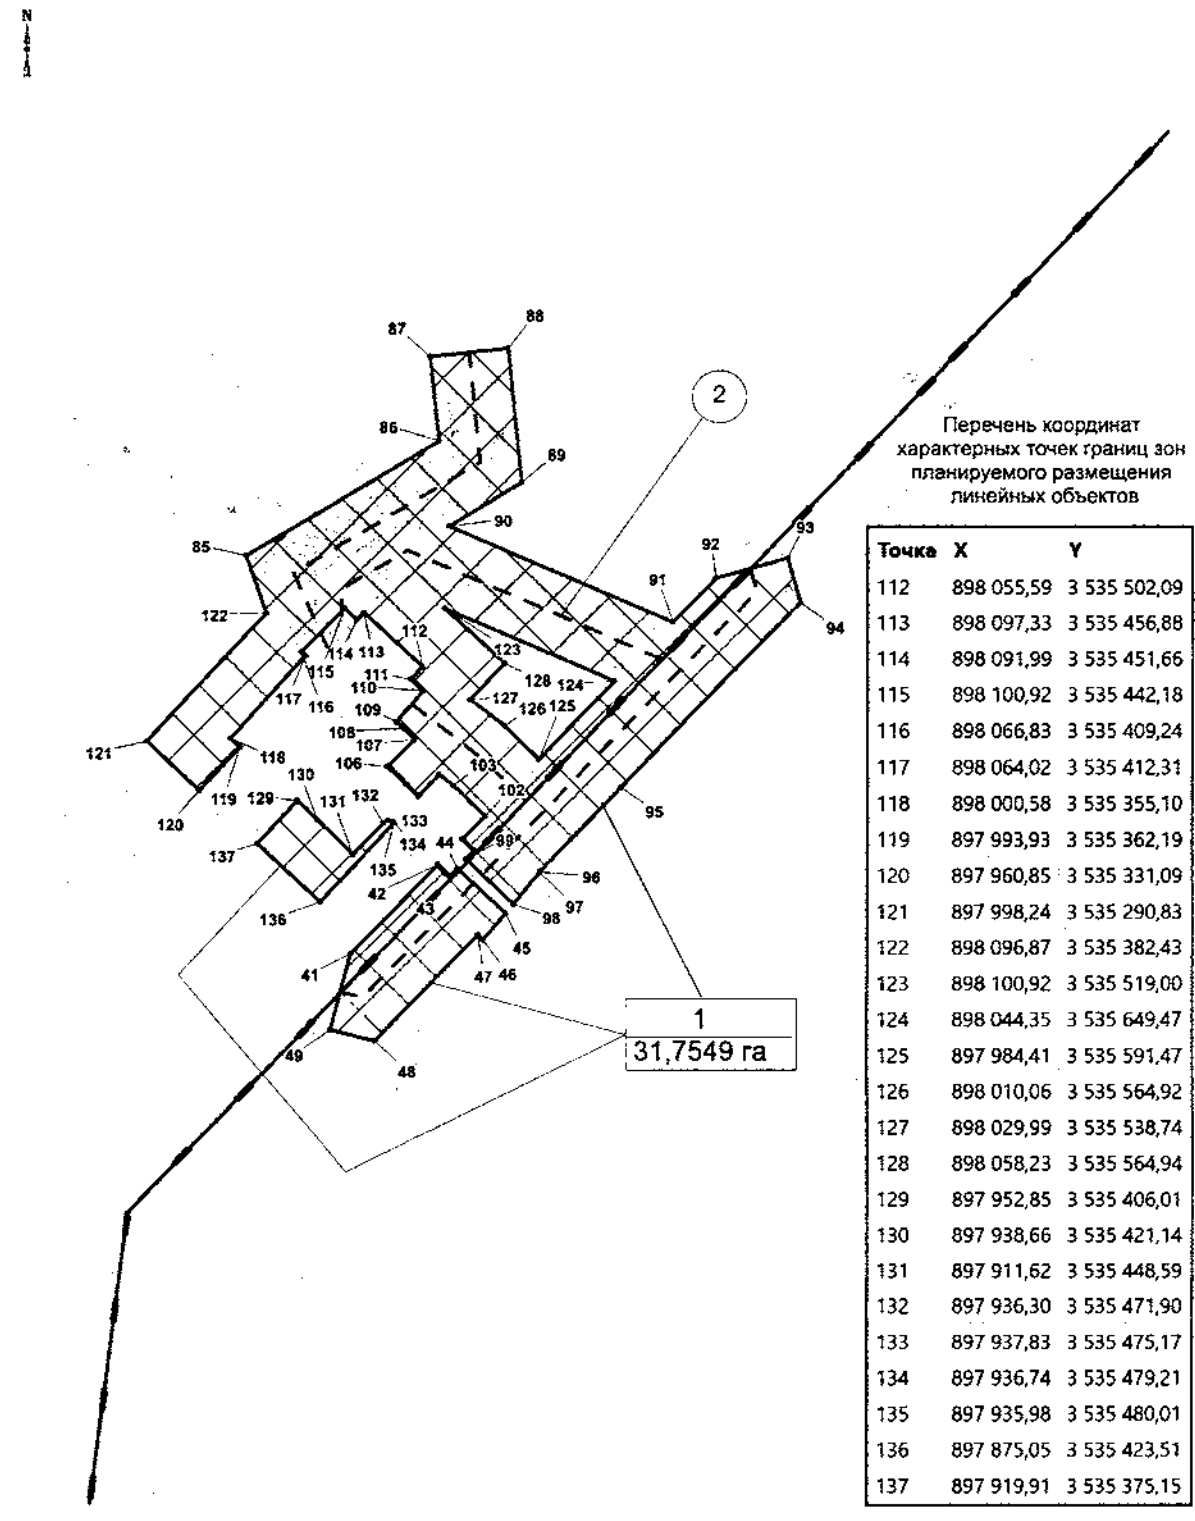 N
88
87
2
86
89
90
Перечень координат
характерных точек границ зон
планируемого размещения
линейных объектов
85
92
93
91
94
122
112
114
113
123
115
111
128
124
117
116
110
127
109
126
125
108
107
121
118
106
103
130
102
119
129
131
132
133
95
120
134
44
99
137
135
42
96
97
136
43
98
41
45
47
46
49
48
1
31,7549 га
Точка X Y
112 898 055,59 3 535 502,09
113 898 097,33 3 535 456,88
114 898 091,99 3 535 451,66
115 898 100,92 3 535 442,18
116 898 066,83 3 535 409,24
117 898 064,02 3 535 412,31
118 898 000,58 3 535 355,10
119 897 993,93 3 535 362,19
120 897 960,85 3 535 331,09
121 897 998,24 3 535 290,83
122 898 096,87 3 535 382,43
123 898 100,92 3 535 519,00
124 898 044,35 3 535 649,47
125 897 984,41 3 535 591,47
126 898 010,06 3 535 564,92
127 898 029,99 3 535 538,74
128 898 058,23 3 535 564,94
129 897 952,85 3 535 406,01
130 897 938,66 3 535 421,14
131 897 911,62 3 535 448,59
132 897 936,30 3 535 471,90
133 897 937,83 3 535 475,17
134 897 936,74 3 535 479,21
135 897 935,98 3 535 480,01
136 897 875,05 3 535 423,51
137 897 919,91 3 535 375,15